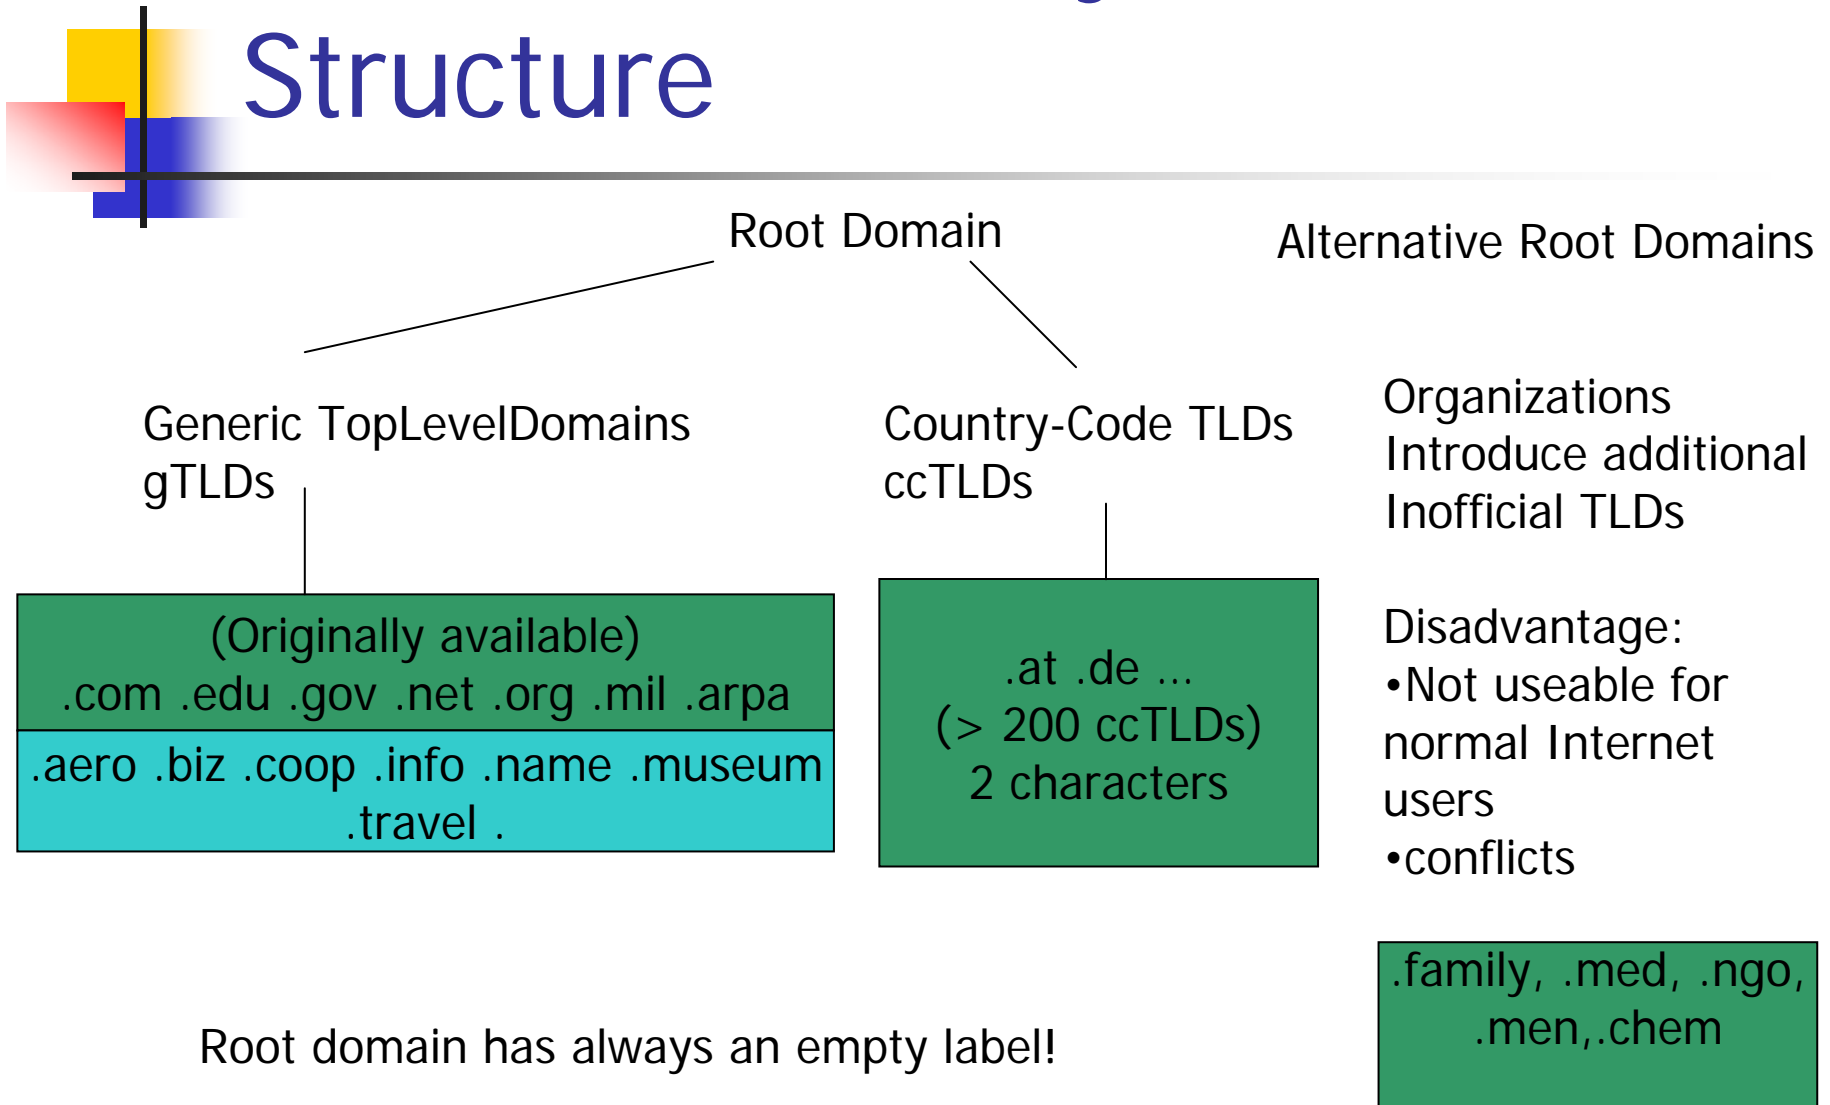 Structure
Root Domain
Alternative Root Domains
Generic TopLevelDomains
gTLDs
Country-Code TLDs
ccTLDs
Organizations
Introduce additional
Inofficial TLDs
(Originally available)
.com .edu .gov .net .org .mil .arpa
.aero .biz .coop .info .name .museum
.travel .
.at .de ...
(> 200 ccTLDs)
2 characters
Disadvantage:
•Not useable for
normal Internet
users
•conflicts
.family, .med, .ngo,
.men,.chem
Root domain has always an empty label!